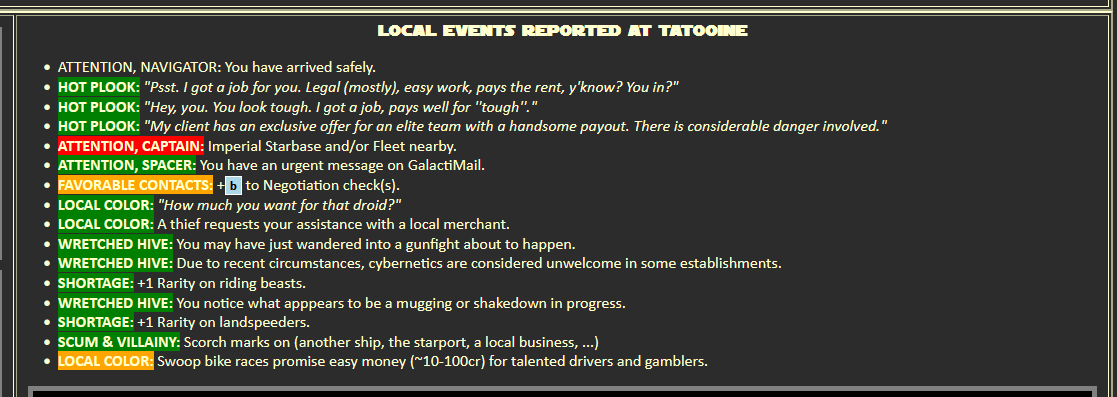 LOCAL EVENTS REPORTED AT TATOOINE
• ATTENTION, NAVIGATOR: You have arrived safely.
• HOT PLOOK: "Psst. I got a job for you. Legal (mostly), easy work, pays the rent, y'know? You in?"
• HOT PLOOK: "Hey, you. You look tough. I got a job, pays well for "tough"."
• HOT PLOOK: "My client has an exclusive offer for an elite team with a handsome payout. There is considerable danger involved."
• ATTENTION, CAPTAIN: Imperial Starbase and/or Fleet nearby.
• ATTENTION, SPACER: You have an urgent message on GalactiMail.
• FAVORABLE CONTACTS: +b to Negotiation check(s).
• LOCAL COLOR: "How much you want for that droid?"
• LOCAL COLOR: A thief requests your assistance with a local merchant.
• WRETCHED HIVE: You may have just wandered into a gunfight about to happen.
• WRETCHED HIVE: Due to recent circumstances, cybernetics are considered unwelcome in some establishments.
• SHORTAGE: +1 Rarity on riding beasts.
• WRETCHED HIVE: You notice what apppears to be a mugging or shakedown in progress.
• SHORTAGE: +1 Rarity on landspeeders.
• SCUM & VILLAINY: Scorch marks on (another ship, the starport, a local business, ...)
• LOCAL COLOR: Swoop bike races promise easy money (~10-100cr) for talented drivers and gamblers.